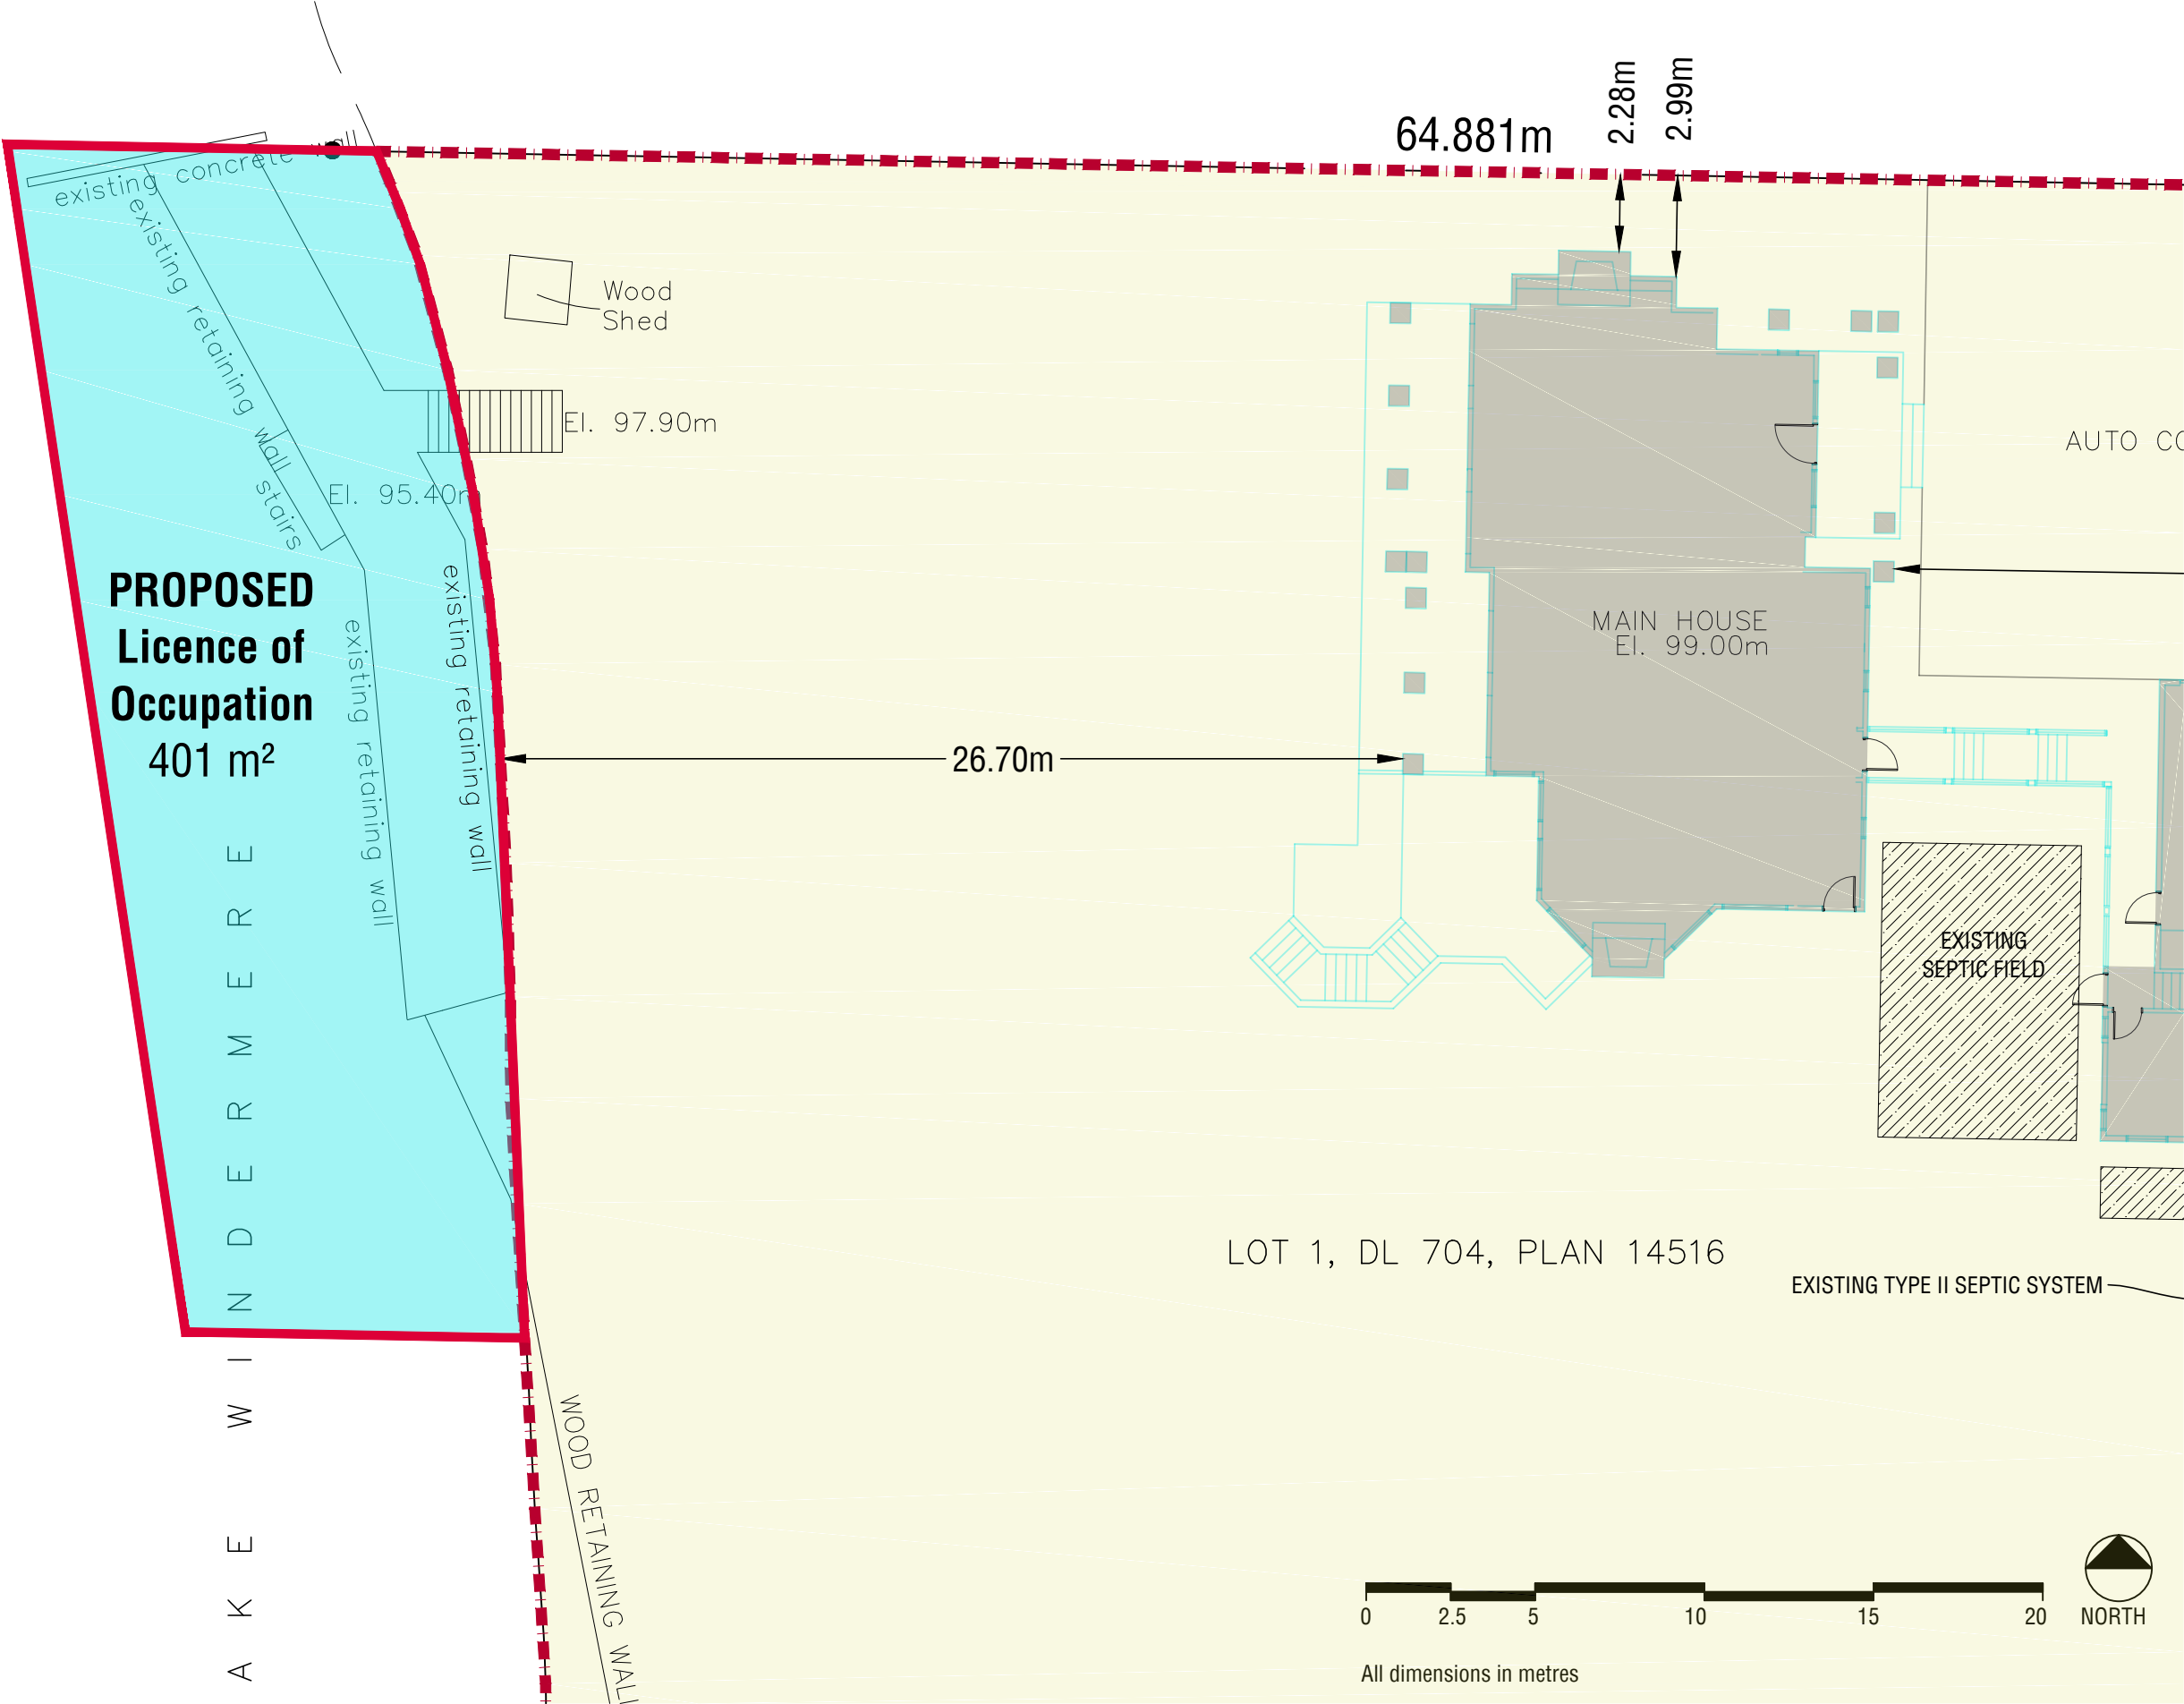 2.28m
2.99m
64.881m
existing concrete wall
existing retaining wall
stairs
Wood
Shed
El. 97.90m
El. 95.40m
AUTO CO
PROPOSED
Licence of
Occupation
401 m²
existing retaining wall
existing retaining wall
MAIN HOUSE
El. 99.00m
26.70m
EXISTING
SEPTIC FIELD
AKE WINDERMERE
LOT 1, DL 704, PLAN 14516
EXISTING TYPE II SEPTIC SYSTEM
WOOD RETAINING WALL
0 2.5 5 10 15 20
NORTH
All dimensions in metres